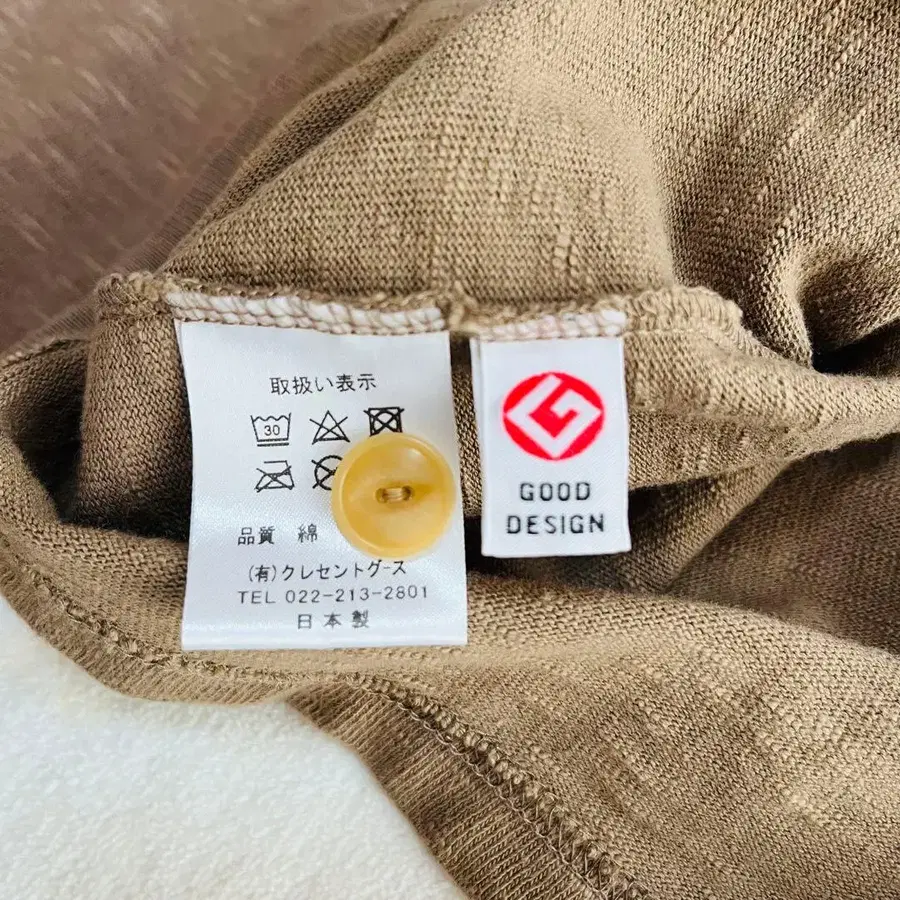 取扱い表示
30
品質 綿
(有)クレセントグース
TEL 022-213-2801
日本製
GOOD
DESIGN